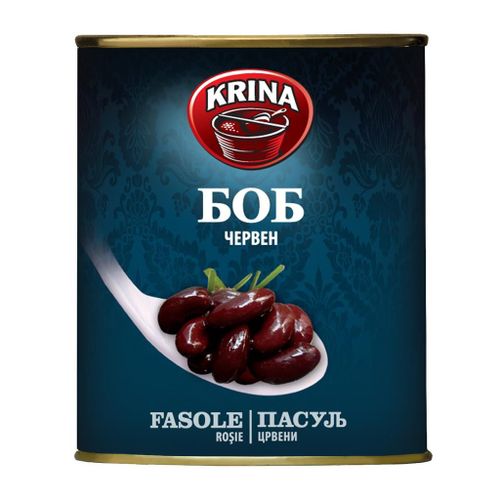 KRINA
БОБ
ЧЕРВЕН
FASOLE | ПАСУЉ
ROȘIE | ЦРВЕНИ